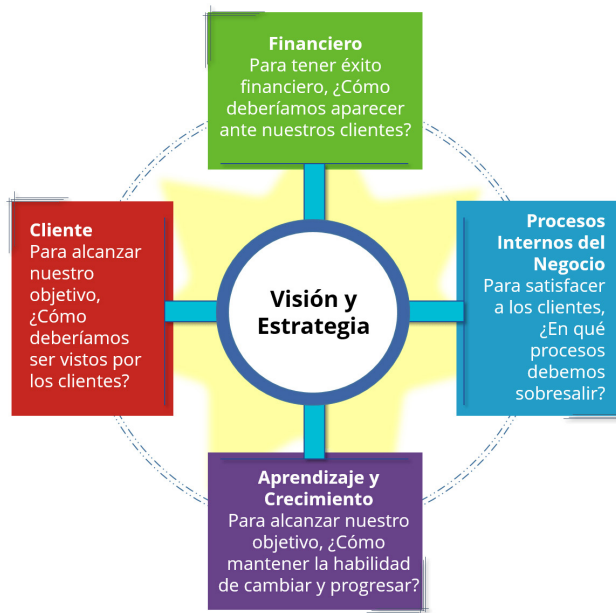 Financiero
Para tener éxito
financiero, ¿Cómo
deberíamos aparecer
ante nuestros clientes?
Cliente
Para alcanzar
nuestro
objetivo,
¿Cómo
deberíamos
ser vistos por
los clientes?
Visión y
Estrategia
Procesos
Internos del
Negocio
Para satisfacer
a los clientes,
¿En qué
procesos
debemos
sobresalir?
Aprendizaje y
Crecimiento
Para alcanzar nuestro
objetivo, ¿Cómo
mantener la habilidad
de cambiar y progresar?